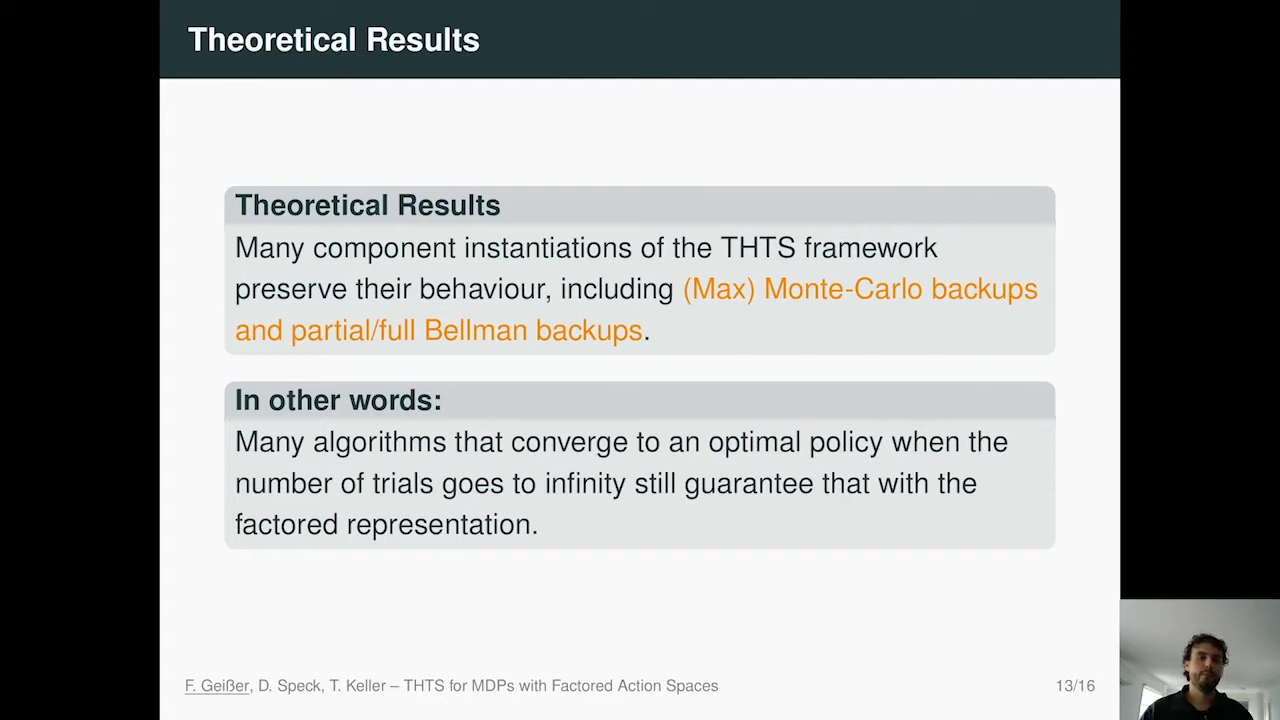 Theoretical Results
Theoretical Results
Many component instantiations of the THTS framework
preserve their behaviour, including (Max) Monte-Carlo backups
and partial/full Bellman backups.
In other words:
Many algorithms that converge to an optimal policy when the
number of trials goes to infinity still guarantee that with the
factored representation.
F. Geißer, D. Speck, T. Keller – THTS for MDPs with Factored Action Spaces
13/16